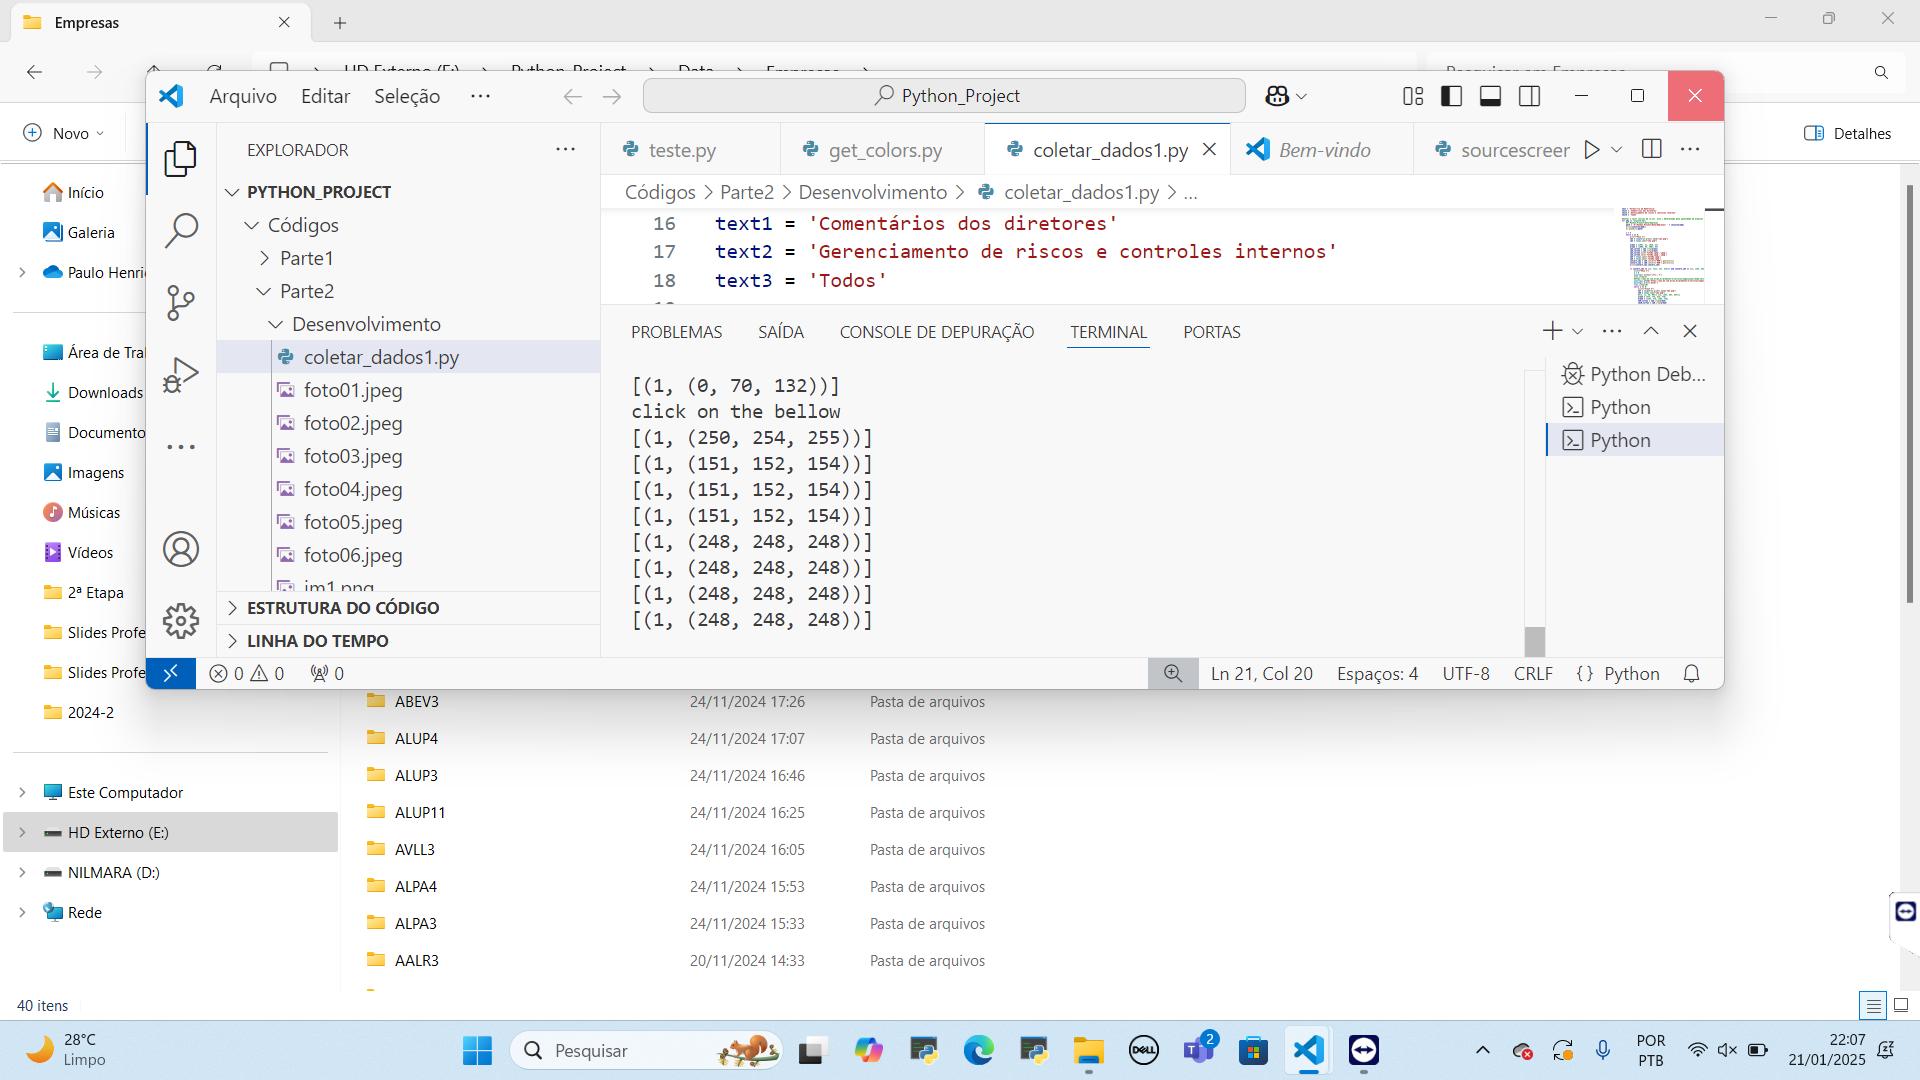 Empresas
HD Externo (E:) Python_Project Data Empresas
Pesquisar em Empresas
Novo
Detalhes
Início
Galeria
Paulo Henri
Área de Tra
Downloads
Documento
Imagens
Músicas
Vídeos
2ª Etapa
Slides Profe
Slides Profe
2024-2
Este Computador
HD Externo (E:)
NILMARA (D:)
Rede
40 itens
Arquivo Editar Seleção ...
Python_Project
EXPLORADOR
PYTHON_PROJECT
Códigos
Parte1
Parte2
Desenvolvimento
coletar_dados1.py
foto01.jpeg
foto02.jpeg
foto03.jpeg
foto04.jpeg
foto05.jpeg
foto06.jpeg
im1.png
ESTRUTURA DO CÓDIGO
LINHA DO TEMPO
teste.py get_colors.py coletar_dados1.py Bem-vindo sourcescreer
Códigos > Parte2 > Desenvolvimento > coletar_dados1.py > ...
16 text1 = 'Comentários dos diretores'
17 text2 = 'Gerenciamento de riscos e controles internos'
18 text3 = 'Todos'
PROBLEMAS SAÍDA CONSOLE DE DEPURAÇÃO TERMINAL PORTAS
[(1, (0, 70, 132))]
click on the bellow
[(1, (250, 254, 255))]
[(1, (151, 152, 154))]
[(1, (151, 152, 154))]
[(1, (151, 152, 154))]
[(1, (248, 248, 248))]
[(1, (248, 248, 248))]
[(1, (248, 248, 248))]
[(1, (248, 248, 248))]
Python Deb...
Python
Python
0 0 0
Ln 21, Col 20 Espaços: 4 UTF-8 CRLF {} Python
ABEV3 24/11/2024 17:26 Pasta de arquivos
ALUP4 24/11/2024 17:07 Pasta de arquivos
ALUP3 24/11/2024 16:46 Pasta de arquivos
ALUP11 24/11/2024 16:25 Pasta de arquivos
AVLL3 24/11/2024 16:05 Pasta de arquivos
ALPA4 24/11/2024 15:53 Pasta de arquivos
ALPA3 24/11/2024 15:33 Pasta de arquivos
AALR3 20/11/2024 14:33 Pasta de arquivos
28°C
Limpo
Pesquisar
DELL
2
POR
PTB
22:07
21/01/2025